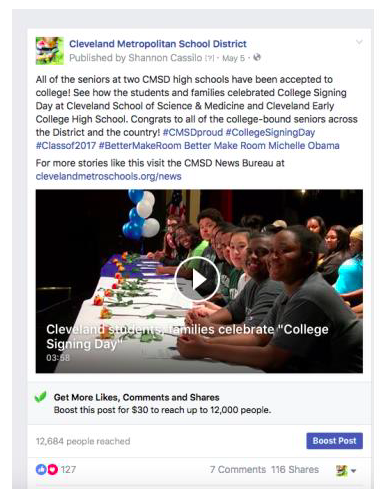 Cleveland Metropolitan School District
Published by Shannon Cassilo [?] · May 5 ·
All of the seniors at two CMSD high schools have been accepted to
college! See how the students and families celebrated College Signing
Day at Cleveland School of Science & Medicine and Cleveland Early
College High School. Congrats to all of the college-bound seniors across
the District and the country! #CMSDproud #CollegeSigningDay
#Classof2017 #BetterMakeRoom Better Make Room Michelle Obama
For more stories like this visit the CMSD News Bureau at
clevelandmetroschools.org/news
Cleveland students, families celebrate "College
Signing Day"
03:58
Get More Likes, Comments and Shares
Boost this post for $30 to reach up to 12,000 people.
12,684 people reached
Boost Post
127
7 Comments 116 Shares